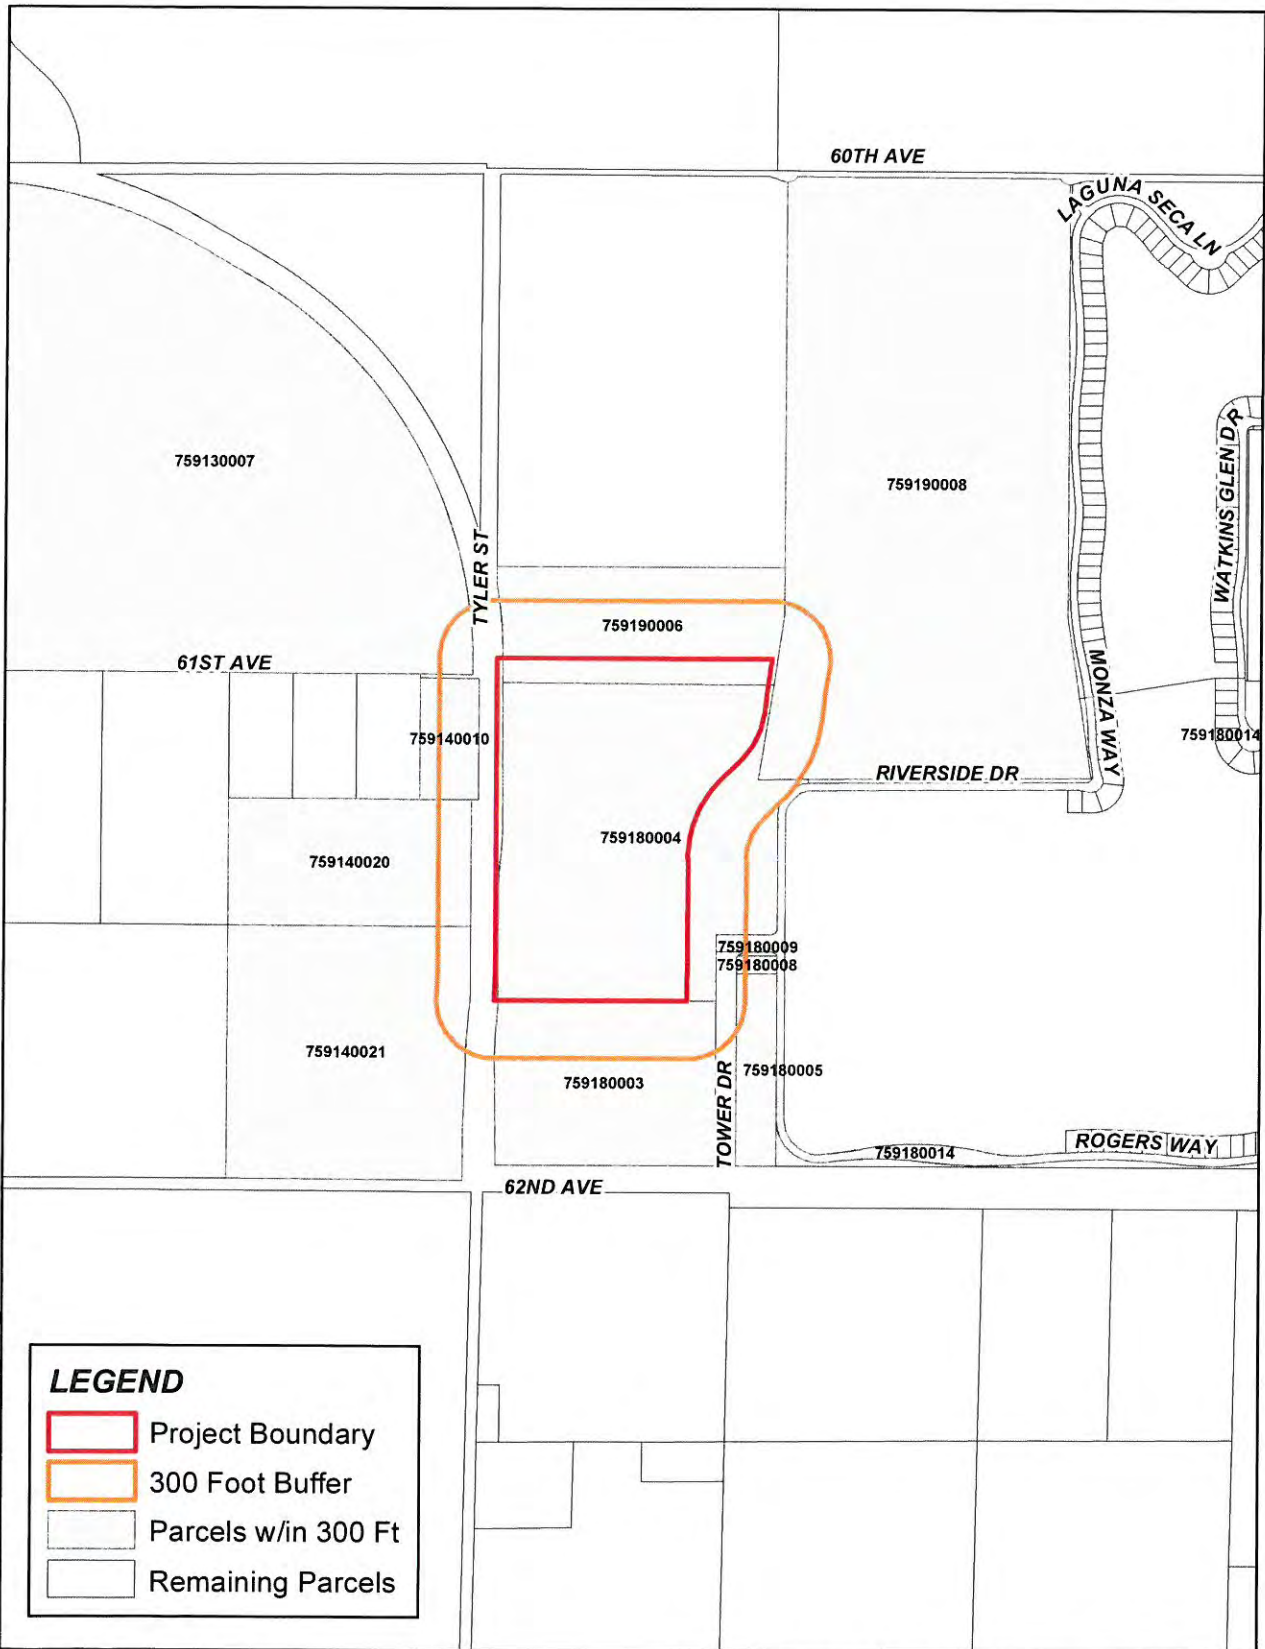 60TH AVE
LAGUNA SECA LN
WATKINS GLEN DR
759130007
759190008
TYLER ST
759190006
61ST AVE
MONZA WAY
759140010
759180014
RIVERSIDE DR
759180004
759140020
759180009
759180008
759140021
759180005
759180003
TOWER DR
ROGERS WAY
759180014
62ND AVE
LEGEND
Project Boundary
300 Foot Buffer
Parcels w/in 300 Ft
Remaining Parcels